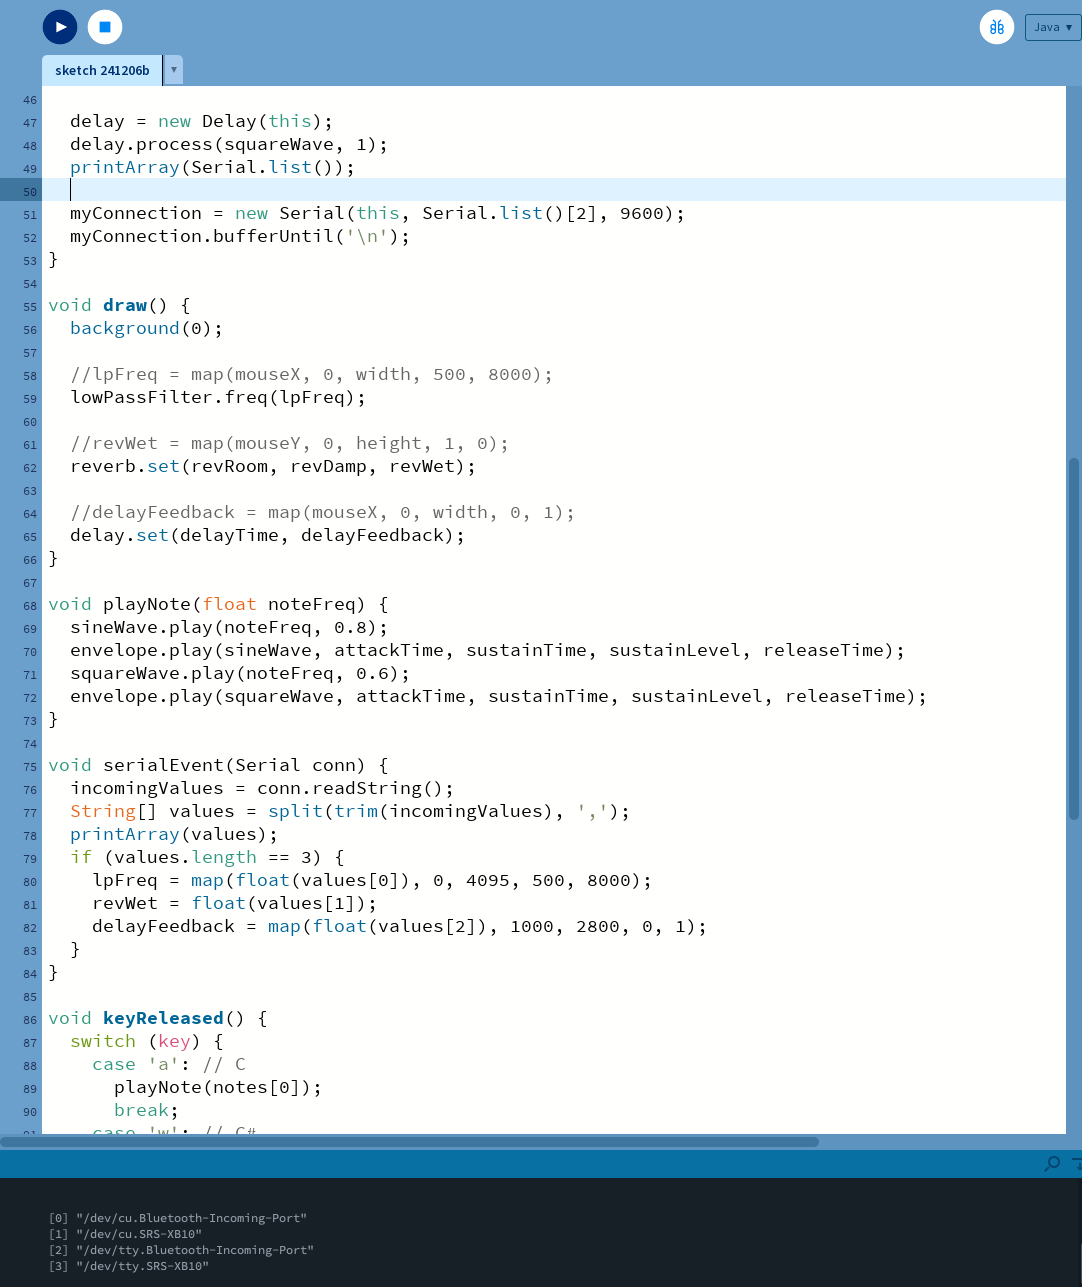 Java ▾
sketch 241206b ▾
46
47 delay = new Delay(this);
48 delay.process(squareWave, 1);
49 printArray(Serial.list());
50
51 myConnection = new Serial(this, Serial.list()[2], 9600);
52 myConnection.bufferUntil('\n');
53 }
54
55 void draw() {
56 background(0);
57
58 //lpFreq = map(mouseX, 0, width, 500, 8000);
59 lowPassFilter.freq(lpFreq);
60
61 //revWet = map(mouseY, 0, height, 1, 0);
62 reverb.set(revRoom, revDamp, revWet);
63
64 //delayFeedback = map(mouseX, 0, width, 0, 1);
65 delay.set(delayTime, delayFeedback);
66 }
67
68 void playNote(float noteFreq) {
69 sineWave.play(noteFreq, 0.8);
70 envelope.play(sineWave, attackTime, sustainTime, sustainLevel, releaseTime);
71 squareWave.play(noteFreq, 0.6);
72 envelope.play(squareWave, attackTime, sustainTime, sustainLevel, releaseTime);
73 }
74
75 void serialEvent(Serial conn) {
76 incomingValues = conn.readString();
77 String[] values = split(trim(incomingValues), ',');
78 printArray(values);
79 if (values.length == 3) {
80 lpFreq = map(float(values[0]), 0, 4095, 500, 8000);
81 revWet = float(values[1]);
82 delayFeedback = map(float(values[2]), 1000, 2800, 0, 1);
83 }
84 }
85
86 void keyReleased() {
87 switch (key) {
88 case 'a': // C
89 playNote(notes[0]);
90 break;
91 case 'w': // C#
[0] "/dev/cu.Bluetooth-Incoming-Port"
[1] "/dev/cu.SRS-XB10"
[2] "/dev/tty.Bluetooth-Incoming-Port"
[3] "/dev/tty.SRS-XB10"